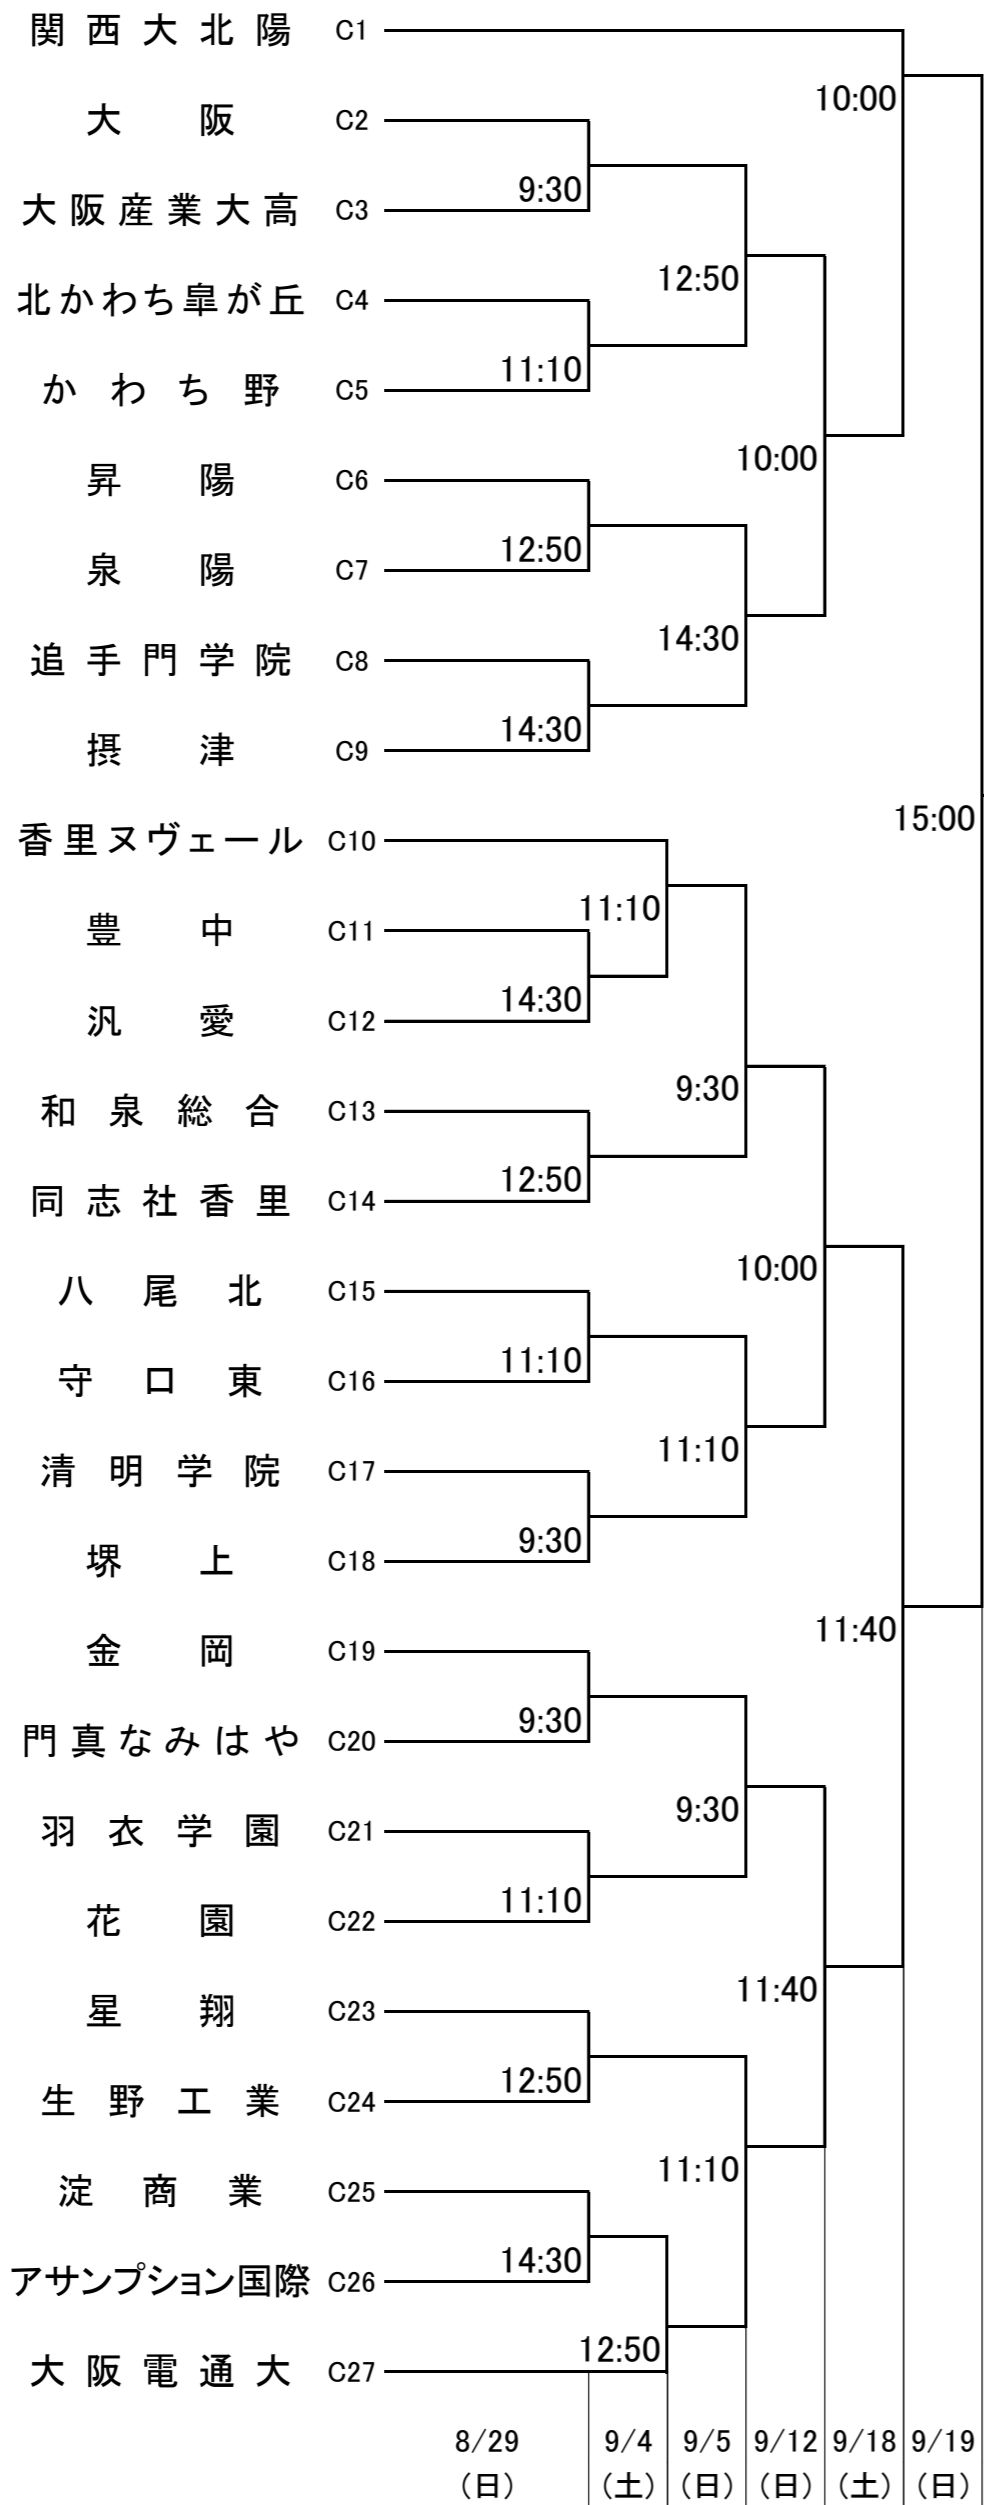 関西大北陽 C1
10:00
大阪 C2
9:30
大阪産業大高 C3
12:50
北かわち皐が丘 C4
11:10
かわち野 C5
10:00
昇陽 C6
12:50
泉陽 C7
14:30
追手門学院 C8
14:30
摂津 C9
15:00
香里ヌヴェール C10
11:10
豊中 C11
14:30
汎愛 C12
9:30
和泉総合 C13
12:50
同志社香里 C14
10:00
八尾北 C15
11:10
守口東 C16
11:10
清明学院 C17
9:30
堺上 C18
11:40
金岡 C19
9:30
門真なみはや C20
9:30
羽衣学園 C21
11:10
花園 C22
11:40
星翔 C23
12:50
生野工業 C24
11:10
淀商業 C25
14:30
アサンプション国際 C26
12:50
大阪電通大 C27
8/29 9/4 9/5 9/12 9/18 9/19
（日） （土） （日） （日） （土） （日）